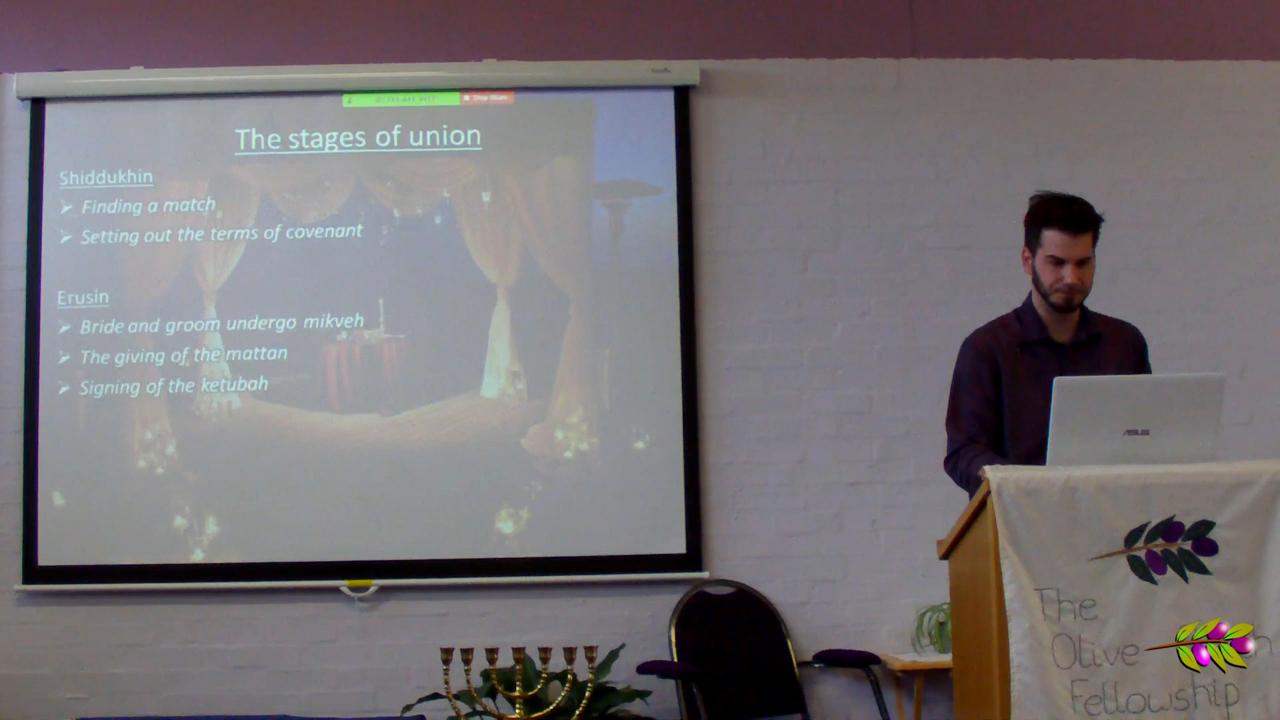 The stages of union
Shiddukhin
Finding a match
Setting out the terms of covenant
Erusin
Bride and groom undergo mikveh
The giving of the mattan
Signing of the ketubah
ASUS
The
Olive
Fellowship